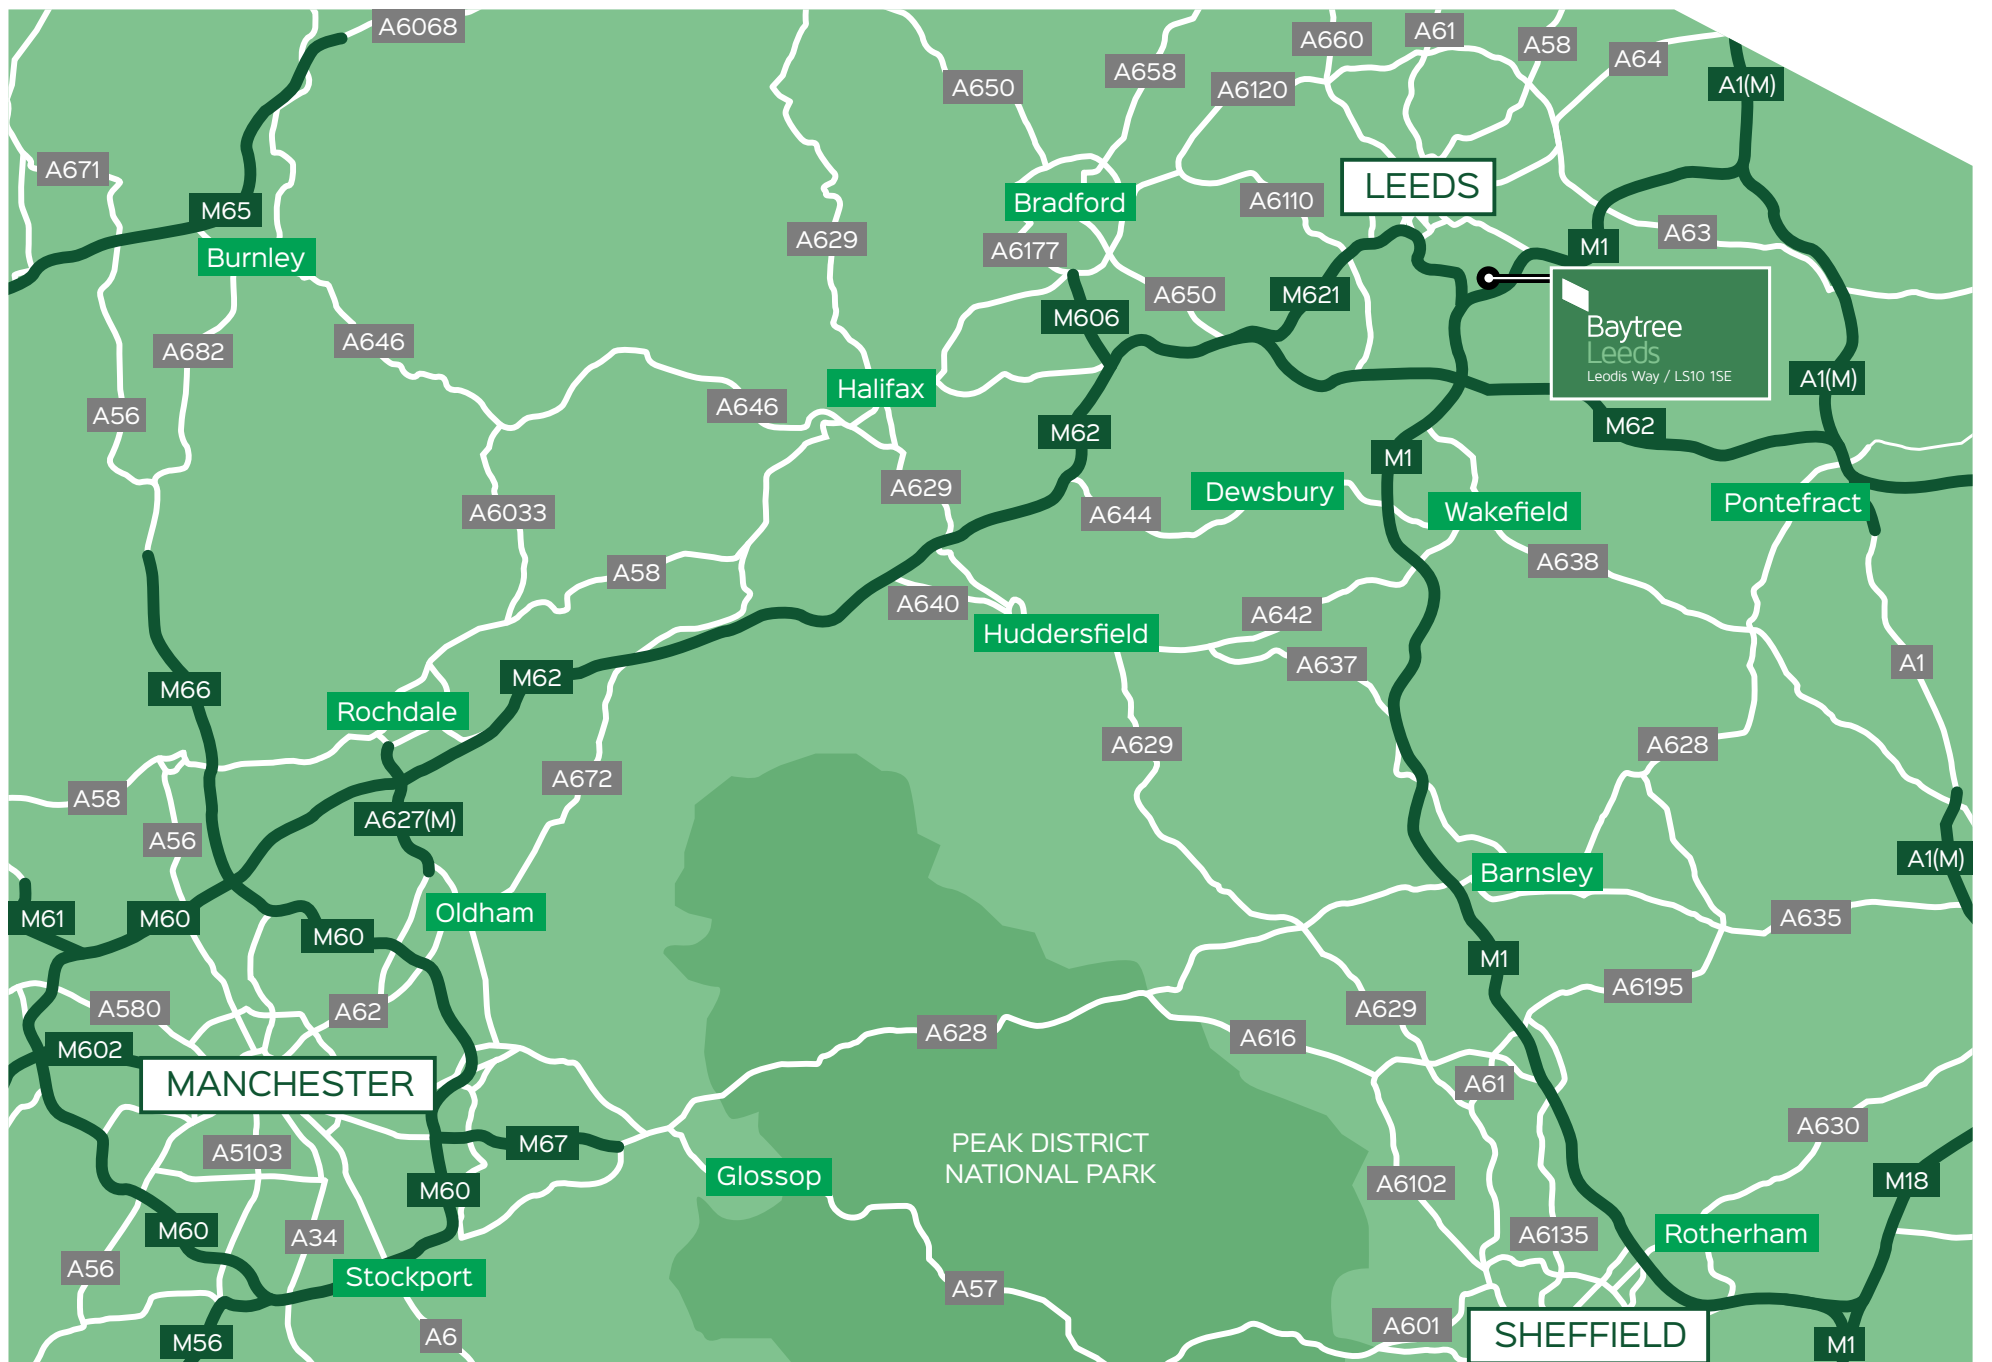 A6068
A660
A61
A58
A64
A650
A658
A6120
A1(M)
A671
M65
Bradford
A6110
LEEDS
Burnley
A629
A6177
A63
M1
M606
A650
M621
Baytree
Leeds
Leodis Way / LS10 1SE
A682
A646
Halifax
A646
A1(M)
A56
M62
M62
M1
A6033
A629
A644
Dewsbury
Wakefield
Pontefract
A58
A638
A640
Huddersfield
A642
A637
A1
M66
M62
Rochdale
A629
A628
A58
A672
A627(M)
A56
Barnsley
A1(M)
M61
M60
M60
Oldham
A635
M1
A580
A62
A6195
A629
A628
A616
M602
MANCHESTER
A61
A630
A5103
M67
PEAK DISTRICT
NATIONAL PARK
Glossop
M60
A6102
M18
M60
A34
A6135
Rotherham
A56
Stockport
A57
M56
A6
A601
SHEFFIELD
M1